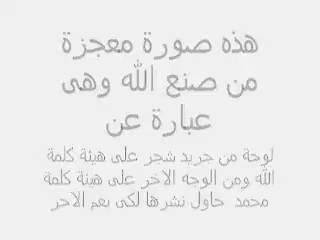 هذه صورة معجزة
من صنع الله وهى
عبارة عن
لوحة من جريد شجر على هيئة كلمة
الله ومن الوجه الاخر على هيئة كلمة
محمد حاول نشرها لكى يعم الاجر